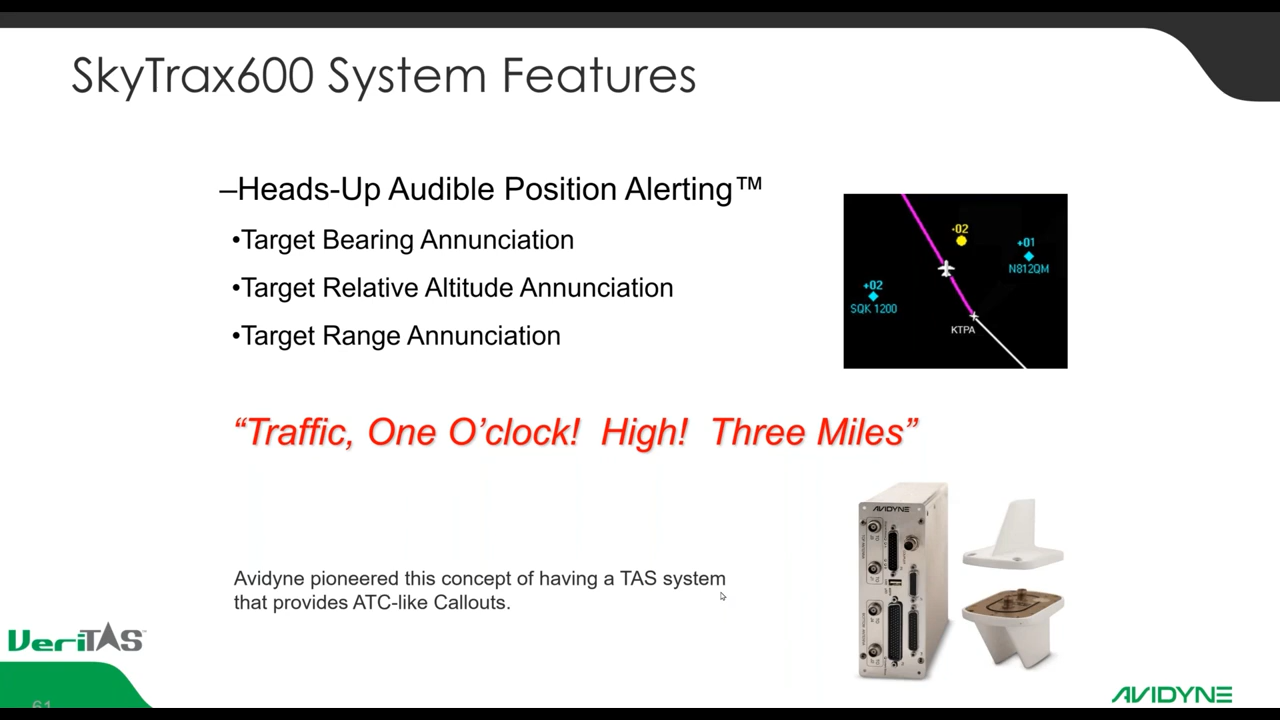 SkyTrax600 System Features
–Heads-Up Audible Position Alerting™
•Target Bearing Annunciation
•Target Relative Altitude Annunciation
•Target Range Annunciation
-02
+01
N812QM
+02
SQK 1200
KTPA
“Traffic, One O’clock!  High!  Three Miles”
AVIDYNE
Avidyne pioneered this concept of having a TAS system
that provides ATC-like Callouts.
VeriTAS™
61
AVIDYNE